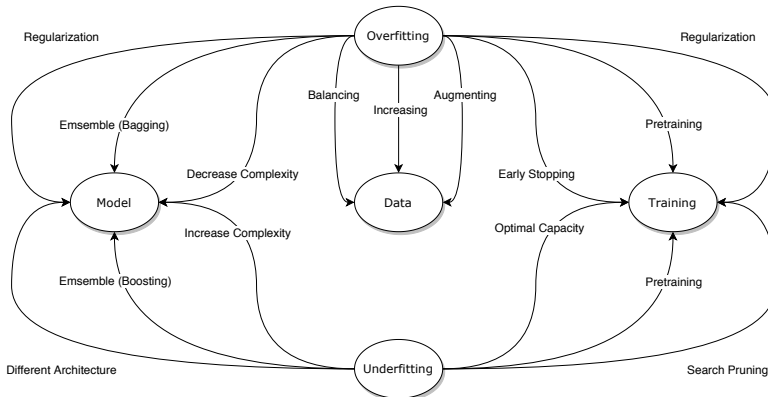 Overfitting
Regularization
Regularization
Balancing
Augmenting
Increasing
Emsemble (Bagging)
Pretraining
Decrease Complexity
Early Stopping
Model
Data
Training
Increase Complexity
Optimal Capacity
Emsemble (Boosting)
Pretraining
Different Architecture
Underfitting
Search Pruning